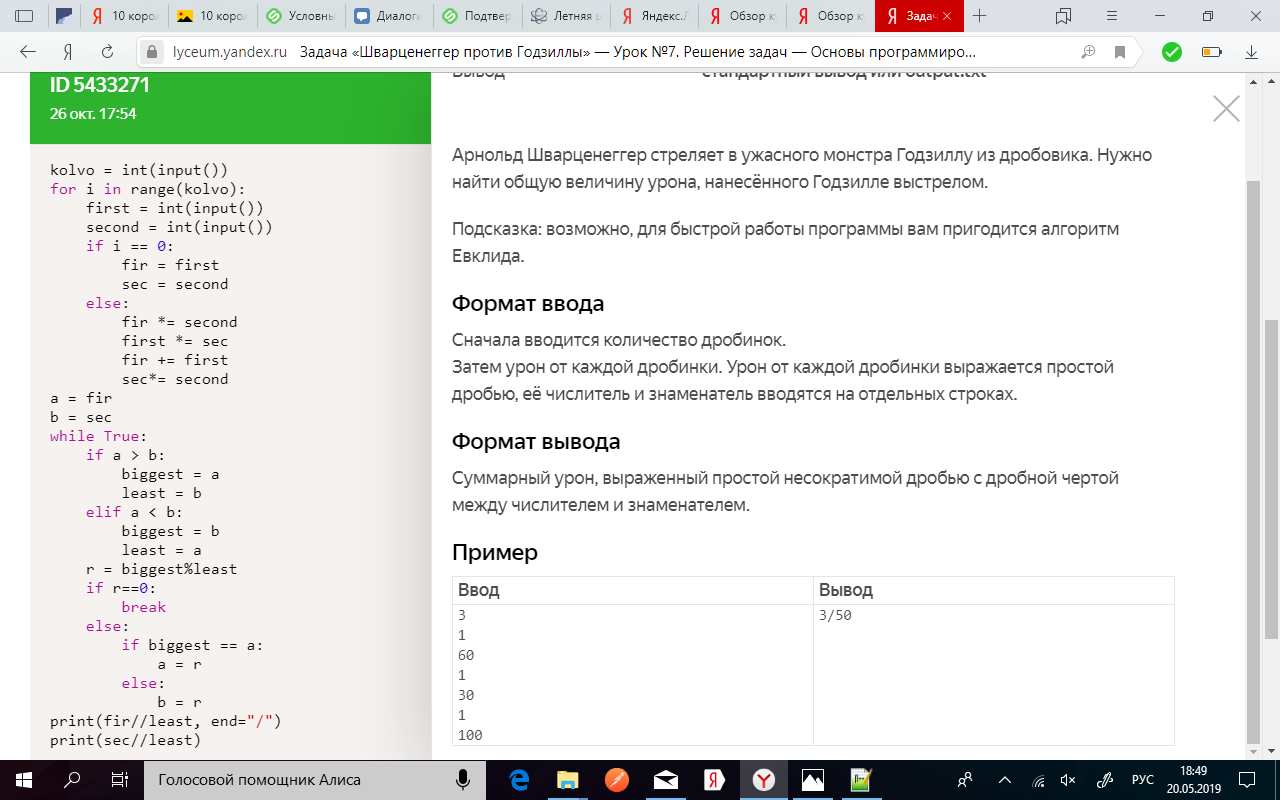 10 корол
10 корол
Условны
Диалоги
Подтвер
Летняя ш
Яндекс.Л
Обзор ку
Обзор ку
Задач
lyceum.yandex.ru Задача «Шварценеггер против Годзиллы» — Урок №7. Решение задач — Основы программиро...
ID 5433271
26 окт. 17:54
kolvo = int(input())
for i in range(kolvo):
    first = int(input())
    second = int(input())
    if i == 0:
        fir = first
        sec = second
    else:
        fir *= second
        first *= sec
        fir += first
        sec*= second
a = fir
b = sec
while True:
    if a > b:
        biggest = a
        least = b
    elif a < b:
        biggest = b
        least = a
    r = biggest%least
    if r==0:
        break
    else:
        if biggest == a:
            a = r
        else:
            b = r
print(fir//least, end="/")
print(sec//least)
Вывод стандартный вывод или output.txt
Арнольд Шварценеггер стреляет в ужасного монстра Годзиллу из дробовика. Нужно
найти общую величину урона, нанесённого Годзилле выстрелом.
Подсказка: возможно, для быстрой работы программы вам пригодится алгоритм
Евклида.
Формат ввода
Сначала вводится количество дробинок.
Затем урон от каждой дробинки. Урон от каждой дробинки выражается простой
дробью, её числитель и знаменатель вводятся на отдельных строках.
Формат вывода
Суммарный урон, выраженный простой несократимой дробью с дробной чертой
между числителем и знаменателем.
Пример
Ввод Вывод
3 3/50
1
60
1
30
1
100
Голосовой помощник Алиса
РУС
18:49
20.05.2019